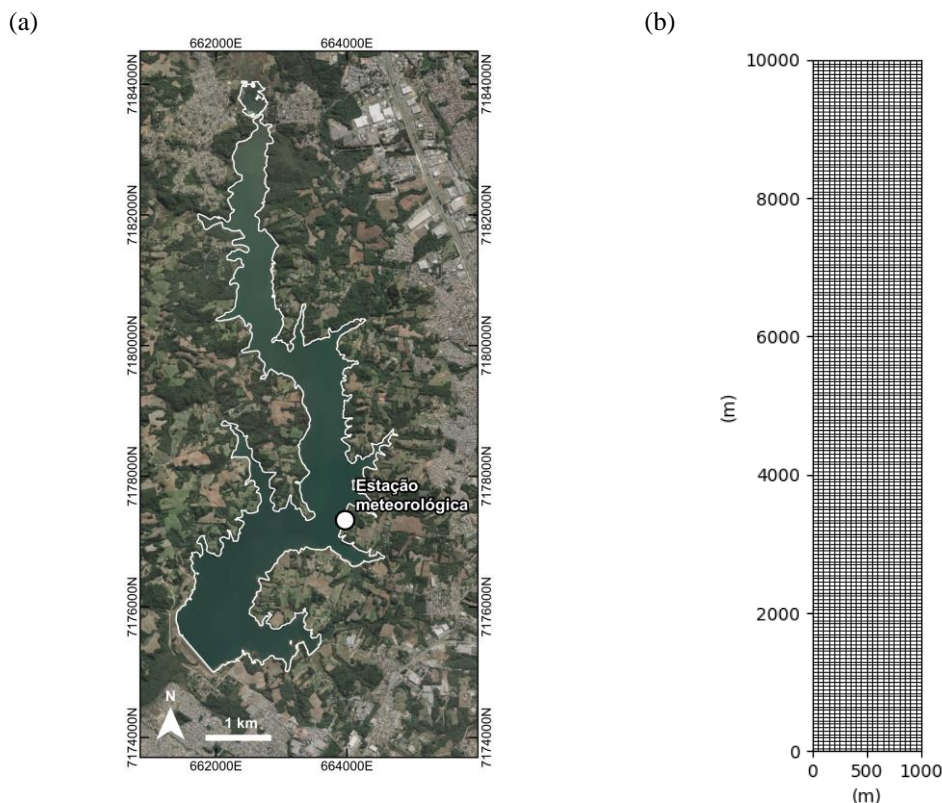 (a)
(b)
662000E
664000E
7184000N
7184000N
7182000N
7182000N
7180000N
7180000N
7178000N
7178000N
7176000N
7176000N
7174000N
7174000N
Estação
meteorológica
N
1 km
662000E
664000E
10000
8000
6000
4000
2000
0
(m)
0
500
1000
(m)